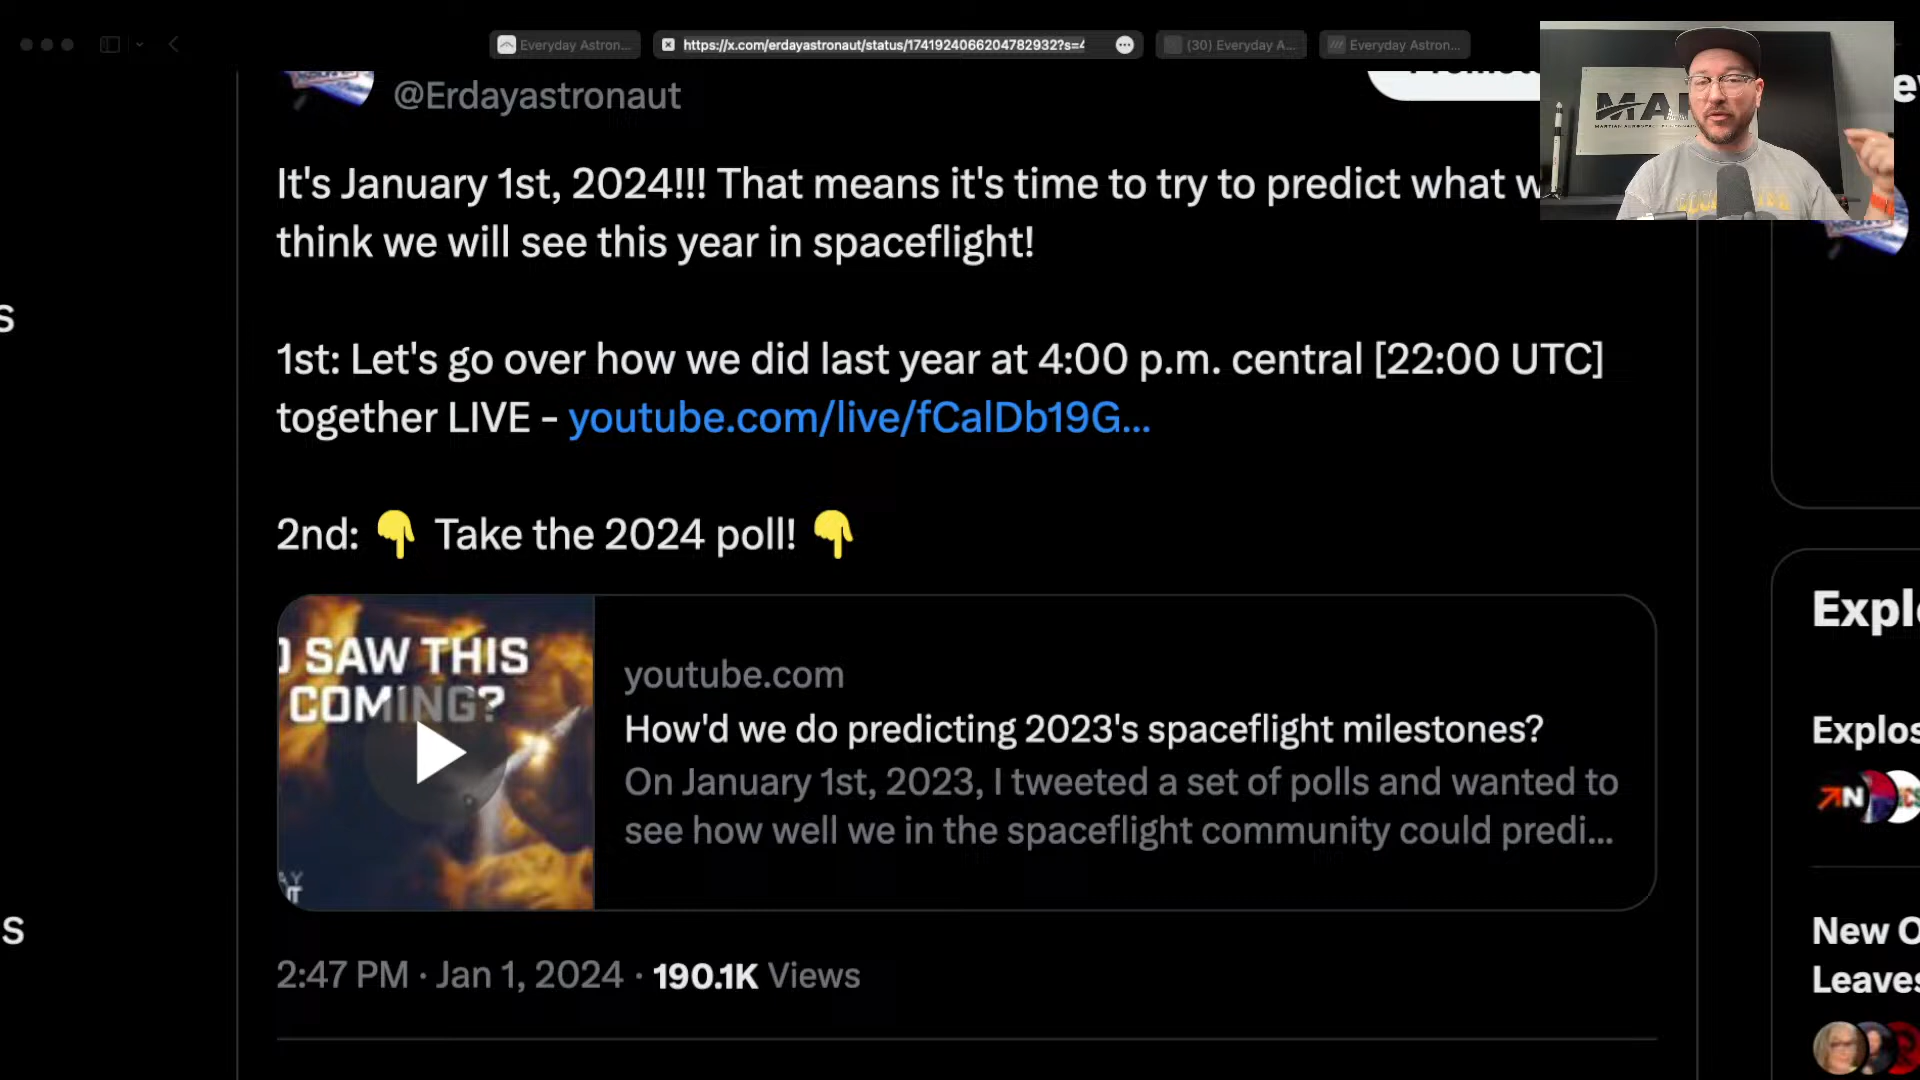 Everyday Astron...
https://x.com/erdayastronaut/status/1741924066204782932?s=4
(30) Everyday A...
Everyday Astron...
@Erdayastronaut
MA
It's January 1st, 2024!!! That means it's time to try to predict what w
think we will see this year in spaceflight!
1st: Let's go over how we did last year at 4:00 p.m. central [22:00 UTC]
together LIVE - youtube.com/live/fCalDb19G...
2nd: 👇 Take the 2024 poll! 👇
SAW THIS
COMING?
youtube.com
How'd we do predicting 2023's spaceflight milestones?
On January 1st, 2023, I tweeted a set of polls and wanted to
see how well we in the spaceflight community could predi...
2:47 PM · Jan 1, 2024 · 190.1K Views
s
s
Expl
Explos
New O
Leaves